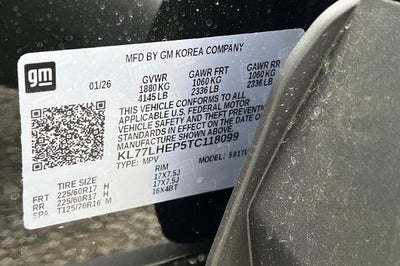 MFD BY GM KOREA COMPANY
gm
01/26 GVWR GAWR FRT GAWR RR
1880 KG 1060 KG 1060 KG
4145 LB 2336 LB 2336 LB
THIS VEHICLE CONFORMS TO ALL
APPLICABLE U.S. FEDERAL MOTOR
VEHICLE SAFETY, BUMPER, AND THEFT PREVENTION
STANDARDS IN EFFECT ON THE DATE OF
MANUFACTURE SHOWN ABOVE.
KL77LHEP5TC118099
TYPE: MPV MODEL:
TIRE SIZE RIM
FRT 225/60R17 H 17X7.5J
RR 225/60R17 H 17X7.5J
SPA T125/70R16 M 16X4BT